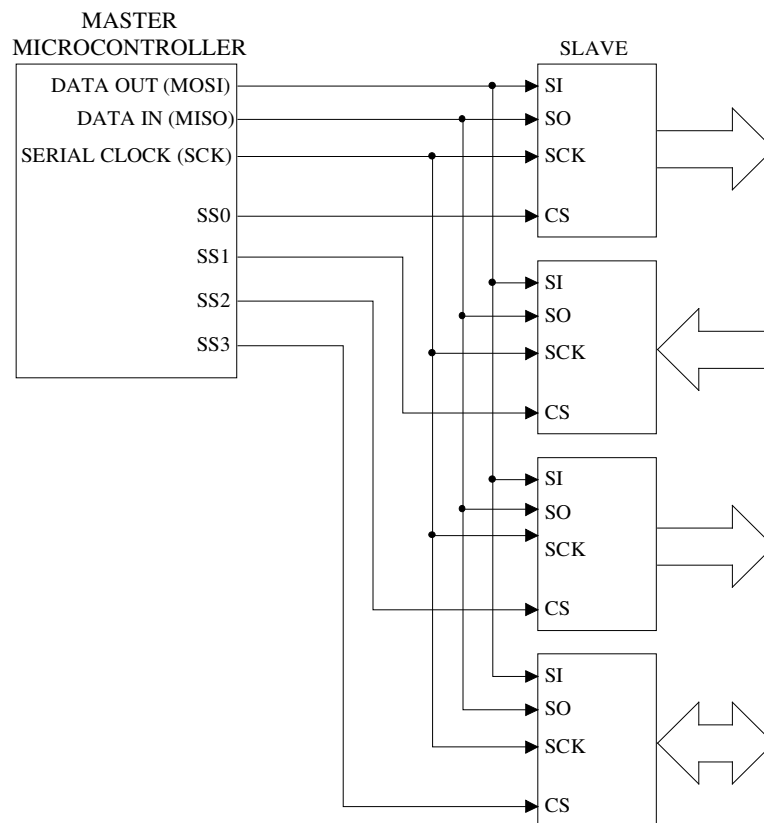 MASTER
MICROCONTROLLER
SLAVE
DATA OUT (MOSI)
DATA IN (MISO)
SERIAL CLOCK (SCK)
SS0
SS1
SS2
SS3
SI
SO
SCK
CS
SI
SO
SCK
CS
SI
SO
SCK
CS
SI
SO
SCK
CS